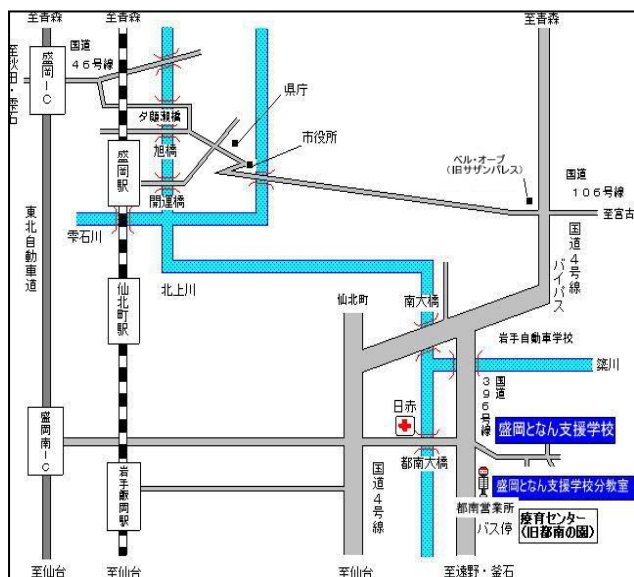 至青森
至青森
至青森
盛岡IC
国道
46号線
至秋田・雫石
夕顔瀬橋
県庁
市役所
旭橋
盛岡駅
開運橋
ベル・オーブ
(旧サザンパレス)
国道
106号線
至宮古
雫石川
東北自動車道
北上川
国道4号線
バイパス
仙北町駅
仙北町
南大橋
岩手自動車学校
簗川
国道
396号線
日赤
盛岡となん支援学校
盛岡南IC
都南大橋
岩手飯岡駅
国道4号線
盛岡となん支援学校分教室
都南営業所
バス停
療育センター
〈旧都南の園〉
至仙台
至仙台
至仙台
至遠野・釜石